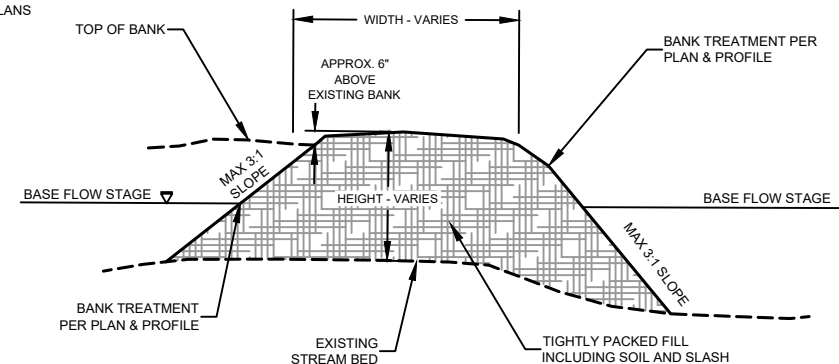 LANS
TOP OF BANK
WIDTH - VARIES
APPROX. 6"
ABOVE
EXISTING BANK
BANK TREATMENT PER
PLAN & PROFILE
MAX 3:1
SLOPE
BASE FLOW STAGE
HEIGHT - VARIES
BASE FLOW STAGE
MAX 3:1 SLOPE
BANK TREATMENT
PER PLAN & PROFILE
EXISTING
STREAM BED
TIGHTLY PACKED FILL
INCLUDING SOIL AND SLASH